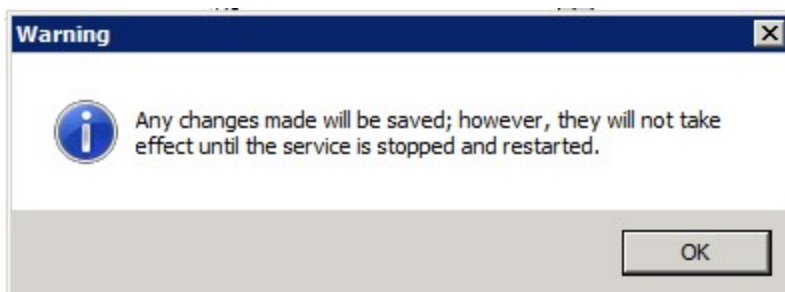 Warning
Any changes made will be saved; however, they will not take
effect until the service is stopped and restarted.
OK